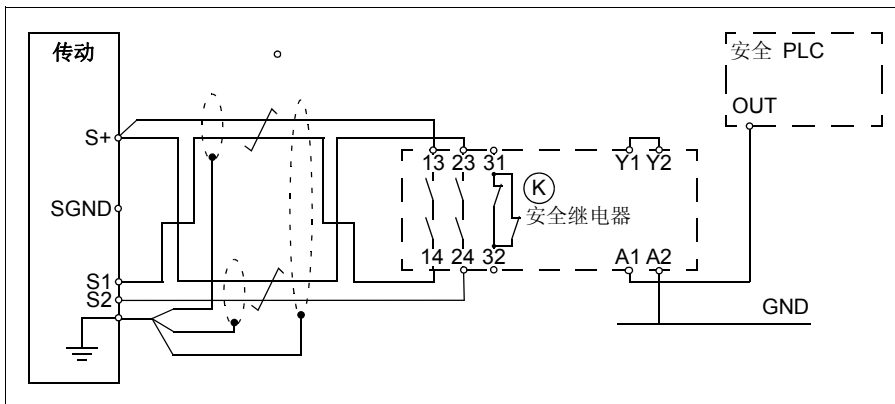 传动
安全 PLC
OUT
S+
13 23 31
Y1 Y2
K
SGND
安全继电器
14 24 32
A1 A2
S1
S2
GND